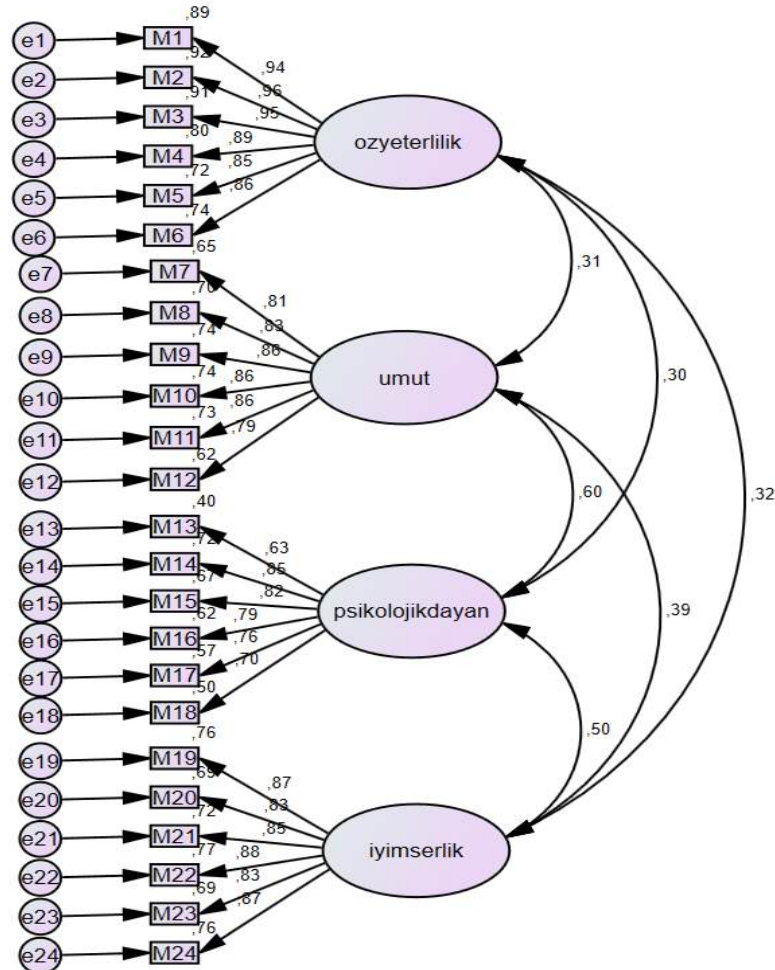 ,89
e1 M1
,94
,92
e2 M2
,96
,91
e3 M3
,95
,80
e4 M4
,89
,72
e5 M5
,85
,74
e6 M6
,86
ozyeterlilik
,65
e7 M7
,81
,70
e8 M8
,83
,74
e9 M9
,86
,74
e10 M10
,86
,73
e11 M11
,86
,62
e12 M12
,79
umut
,40
e13 M13
,63
,72
e14 M14
,85
,67
e15 M15
,82
,62
e16 M16
,79
,57
e17 M17
,76
,50
e18 M18
,70
psikolojikdayan
,76
e19 M19
,87
,69
e20 M20
,83
,72
e21 M21
,85
,77
e22 M22
,88
,69
e23 M23
,83
,76
e24 M24
,87
iyimserlik
,31
,30
,32
,60
,39
,50